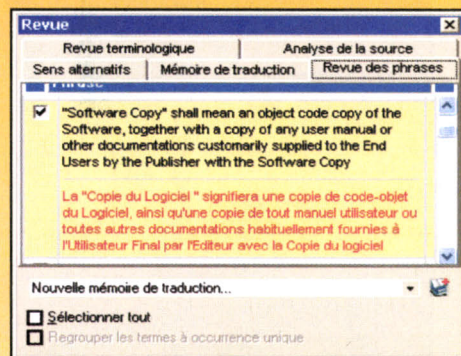 Revue
Revue terminologique Analyse de la source
Sens alternatifs Mémoire de traduction Revue des phrases
Phrase
"Software Copy" shall mean an object code copy of the
Software, together with a copy of any user manual or
other documentations customarily supplied to the End
Users by the Publisher with the Software Copy
La "Copie du Logiciel " signifiera une copie de code-objet
du Logiciel, ainsi qu'une copie de tout manuel utilisateur ou
toutes autres documentations habituellement fournies à
l'Utilisateur Final par l'Editeur avec la Copie du logiciel
Nouvelle mémoire de traduction...
Sélectionner tout
Regrouper les termes à occurrence unique